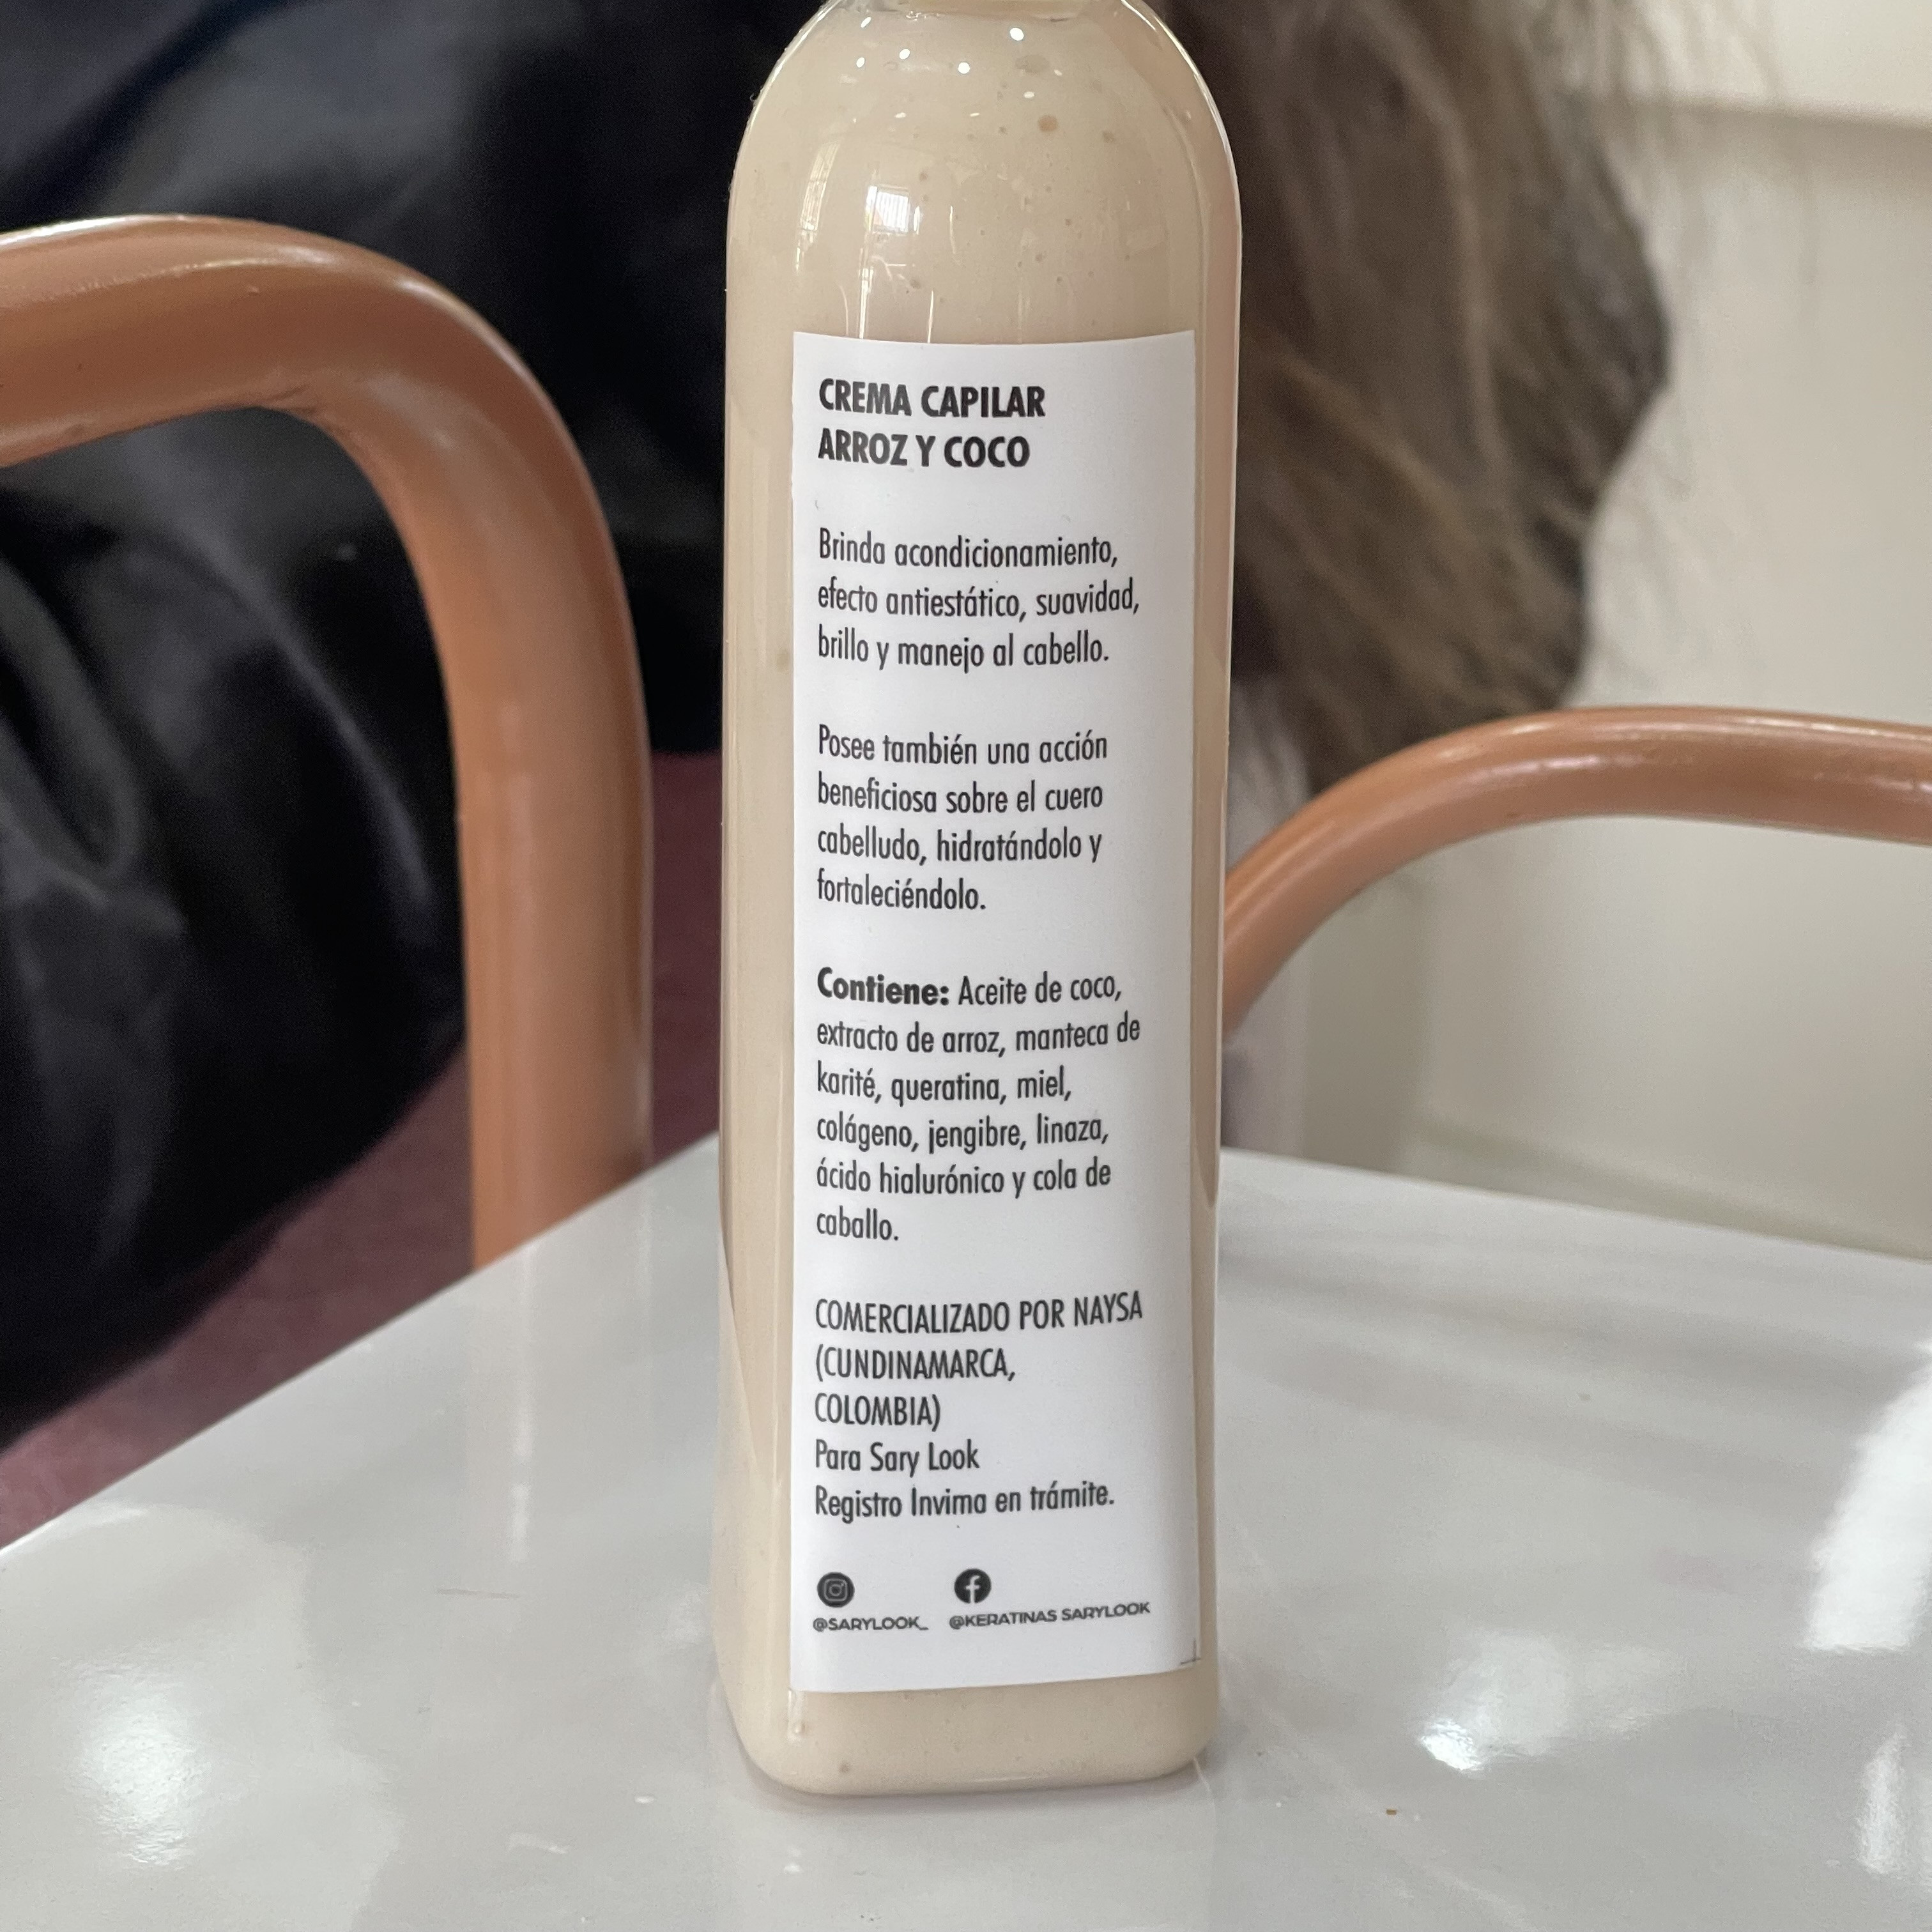 CREMA CAPILAR
ARROZ Y COCO
Brinda acondicionamiento,
efecto antiestático, suavidad,
brillo y manejo al cabello.
Posee también una acción
beneficiosa sobre el cuero
cabelludo, hidratándolo y
fortaleciéndolo.
Contiene: Aceite de coco,
extracto de arroz, manteca de
karité, queratina, miel,
colágeno, jengibre, linaza,
ácido hialurónico y cola de
caballo.
COMERCIALIZADO POR NAYSA
(CUNDINAMARCA,
COLOMBIA)
Para Sary Look
Registro Invima en trámite.
@SARYLOOK_ @KERATINAS SARYLOOK